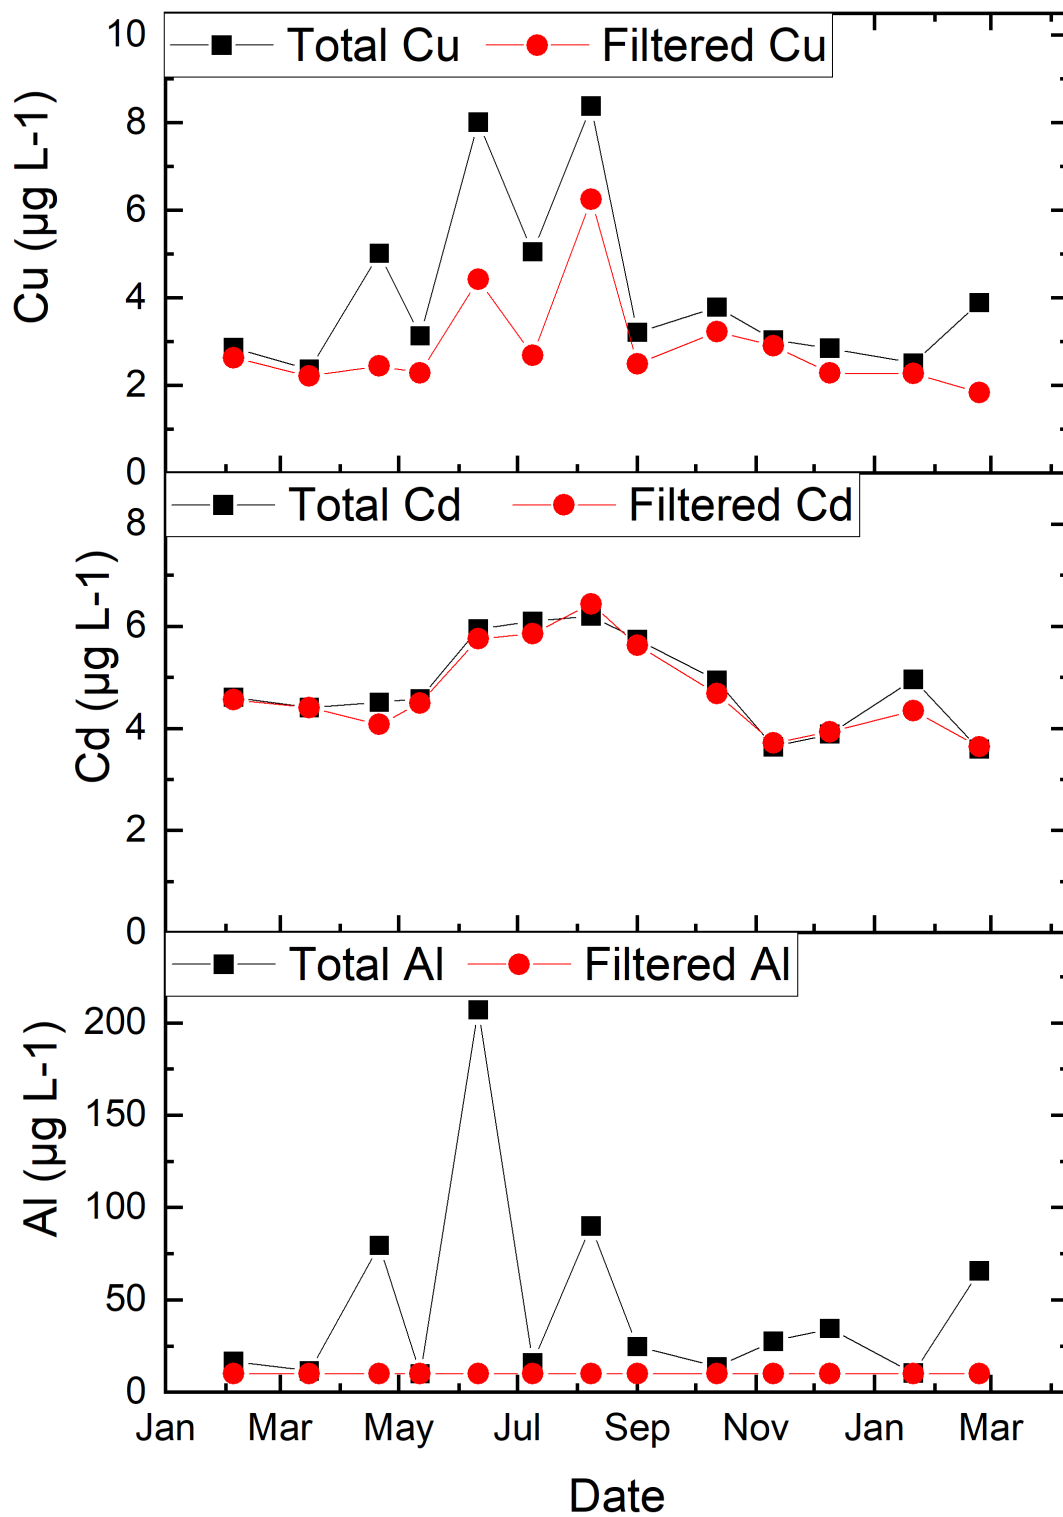 Total Cu Filtered Cu
10
8
6
4
2
0
Cu (µg L-1)
Total Cd Filtered Cd
8
6
4
2
0
Cd (µg L-1)
Total Al Filtered Al
200
150
100
50
0
Al (µg L-1)
Jan Mar May Jul Sep Nov Jan Mar
Date